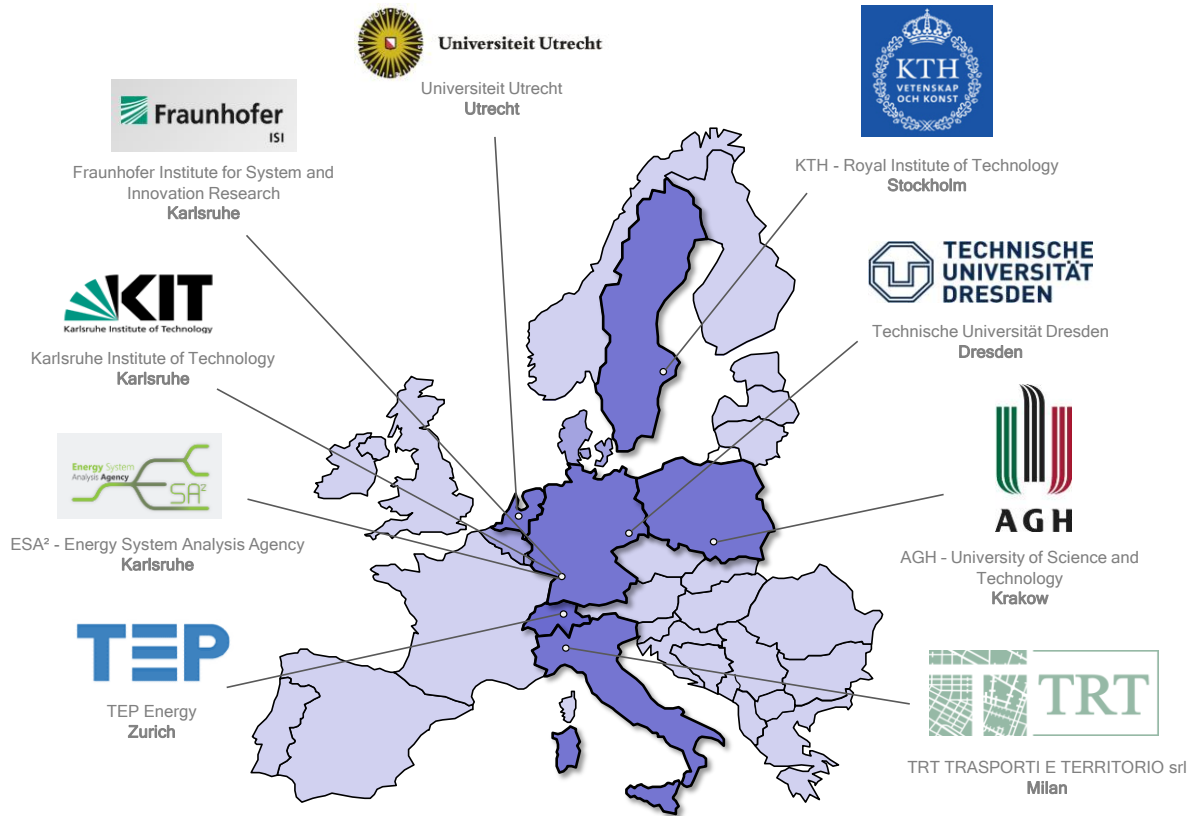 Universiteit Utrecht
Universiteit Utrecht
Utrecht
KTH
VETENSKAP
OCH KONST
KTH - Royal Institute of Technology
Stockholm
Fraunhofer
ISI
Fraunhofer Institute for System and
Innovation Research
Karlsruhe
TECHNISCHE
UNIVERSITÄT
DRESDEN
Technische Universität Dresden
Dresden
KIT
Karlsruhe Institute of Technology
Karlsruhe Institute of Technology
Karlsruhe
AGH
AGH - University of Science and
Technology
Krakow
Energy System
Analysis Agency
SA²
ESA² - Energy System Analysis Agency
Karlsruhe
TEP
TEP Energy
Zurich
TRT
TRT TRASPORTI E TERRITORIO srl
Milan